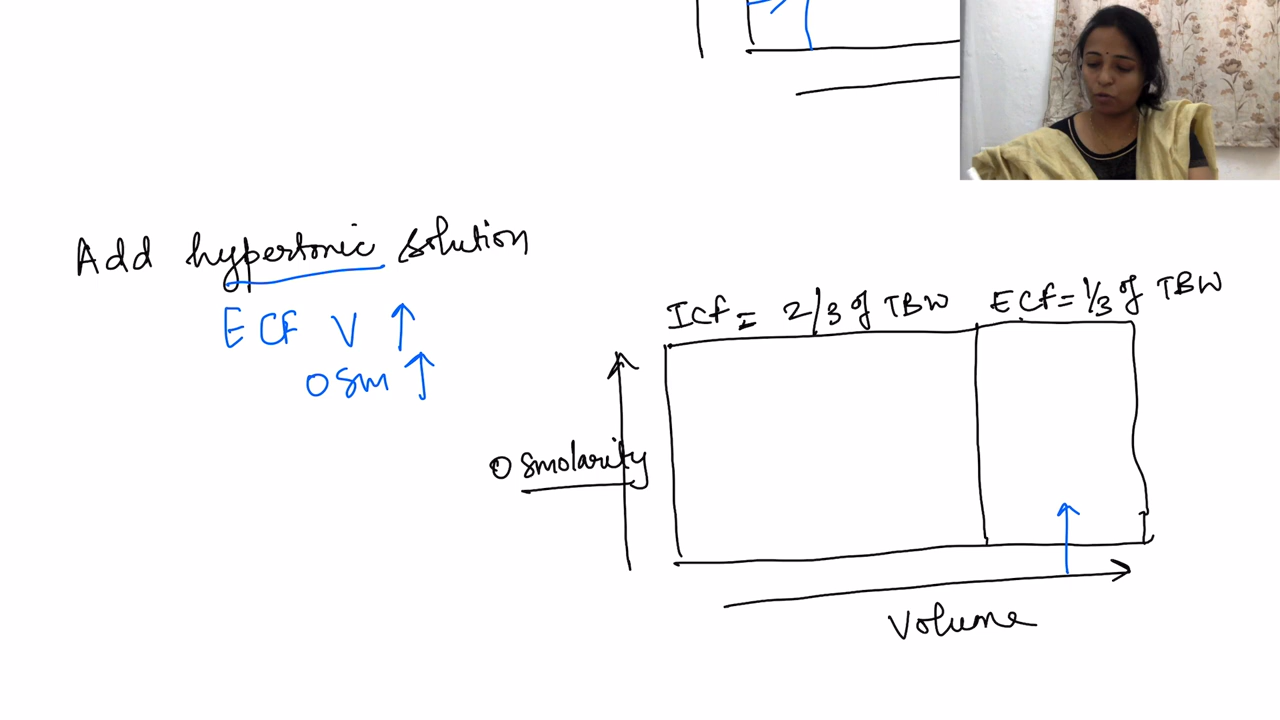 Add hypertonic solution
ECF V ↑
osm ↑
ICf = 2/3 of TBW
ECf = 1/3 of TBW
Osmolarity
Volume